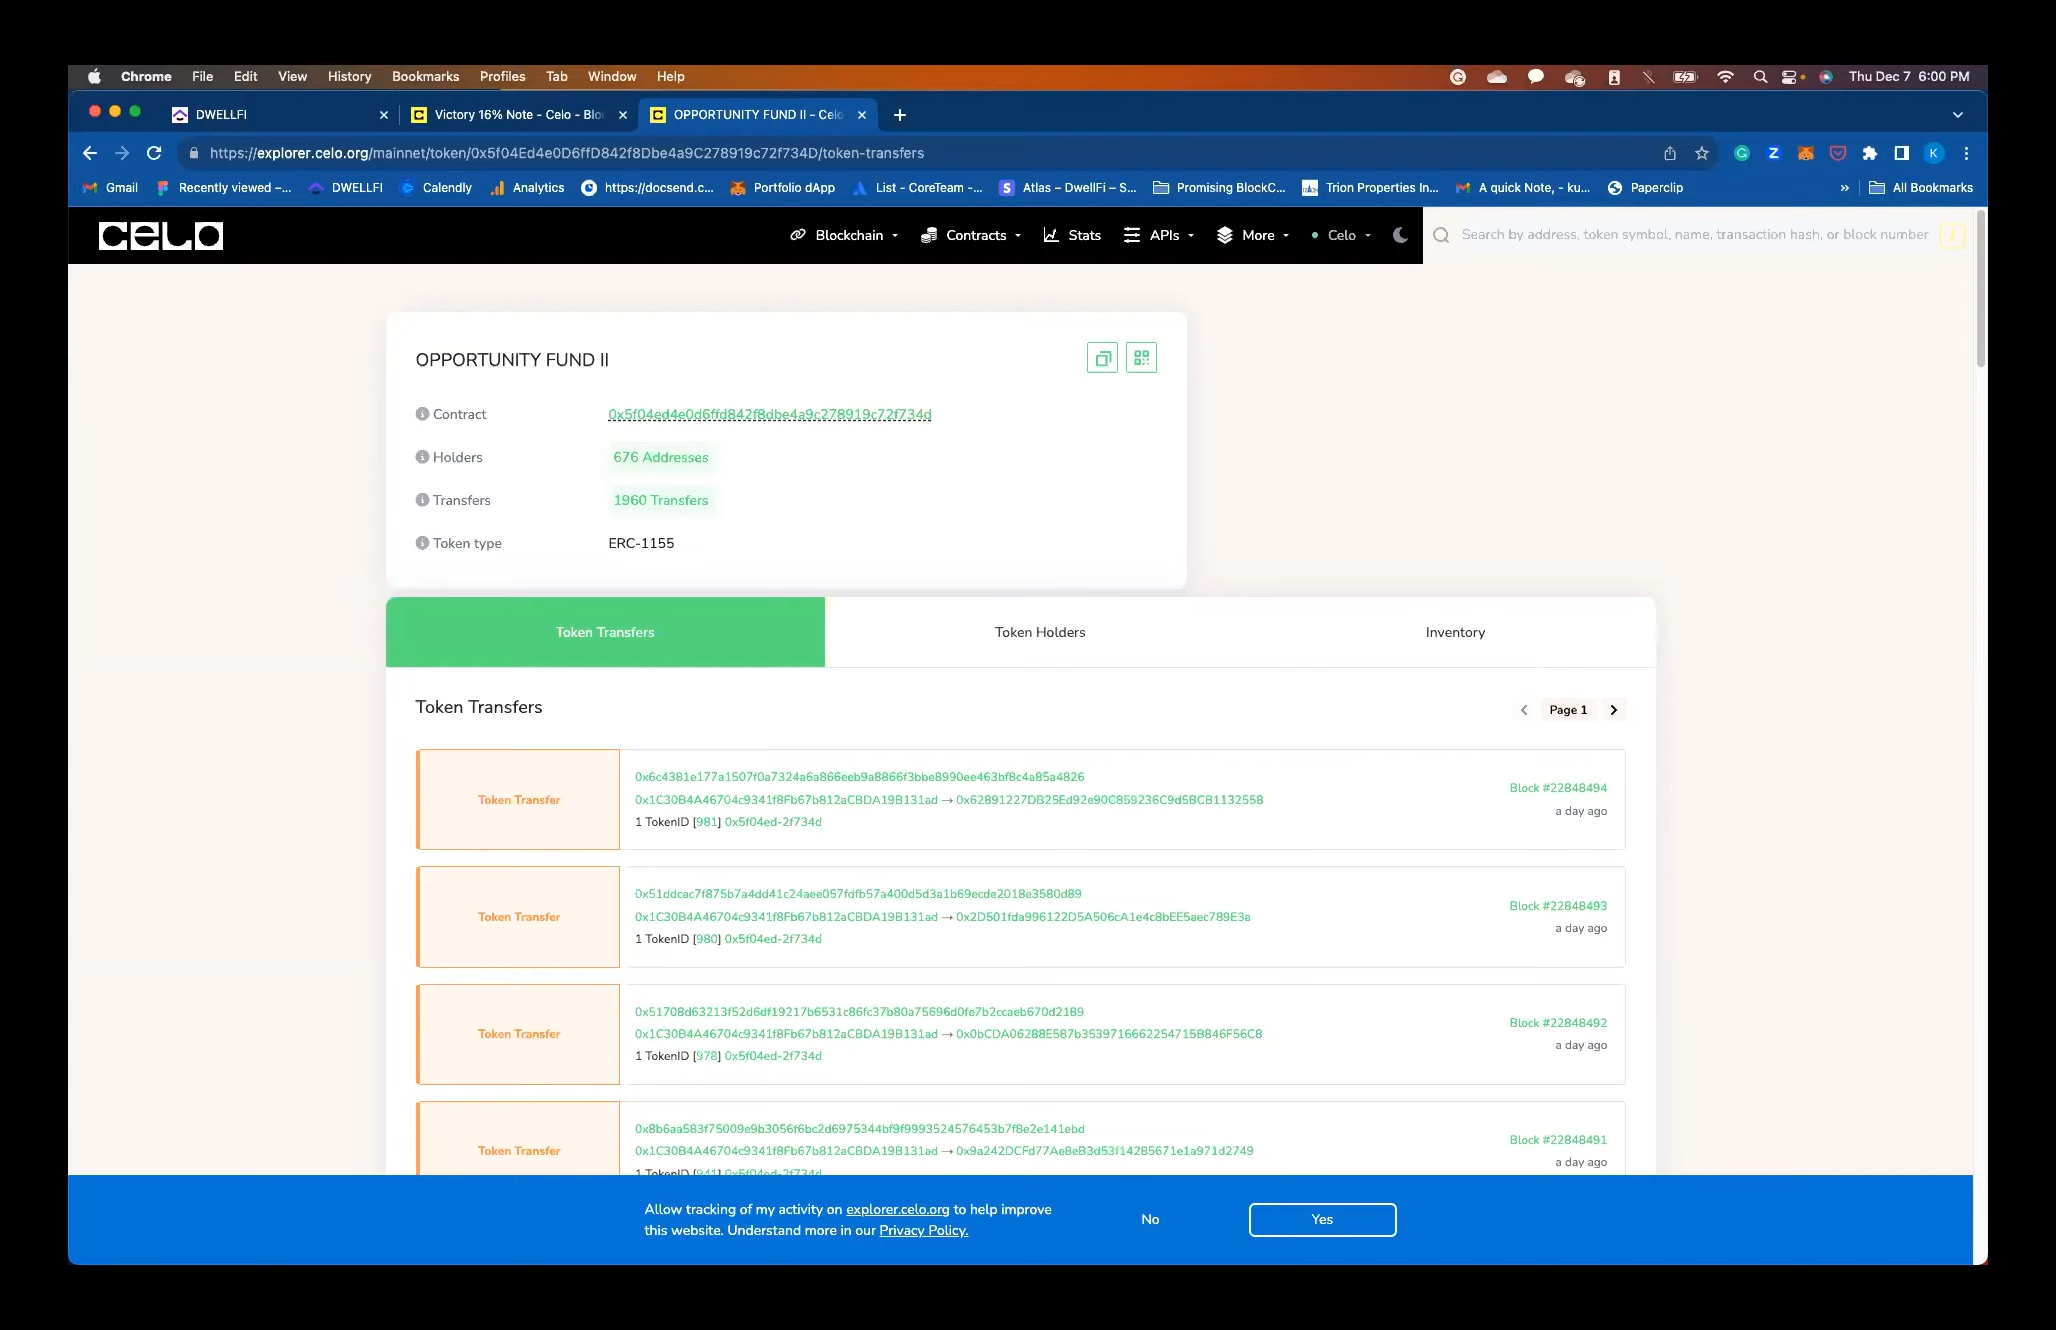 Chrome File Edit View History Bookmarks Profiles Tab Window Help Thu Dec 7 6:00 PM
DWELLFI Victory 16% Note - Celo - Blo OPPORTUNITY FUND II - Celo
https://explorer.celo.org/mainnet/token/0x5f04Ed4e0D6ffD842f8Dbe4a9C278919c72f734D/token-transfers
Gmail Recently viewed –... DWELLFI Calendly Analytics https://docsend.c... Portfolio dApp List - CoreTeam -... Atlas – DwellFi – S... Promising BlockC... Trion Properties In... A quick Note, - ku... Paperclip » All Bookmarks
CELO Blockchain Contracts Stats APIs More Celo Search by address, token symbol, name, transaction hash, or block number /
OPPORTUNITY FUND II
Contract 0x5f04ed4e0d6ffd842f8dbe4a9c278919c72f734d
Holders 676 Addresses
Transfers 1960 Transfers
Token type ERC-1155
Token Transfers Token Holders Inventory
Token Transfers Page 1
0x6c4381e177a1507f0a7324a6a866eeb9a8866f3bbe8990ee463bf8c4a85a4826
Block #22848494
Token Transfer 0x1C30B4A46704c9341f8Fb67b812aCBDA19B131ad → 0x62891227DB25Ed92e90C859236C9d5BCB1132558
a day ago
1 TokenID [981] 0x5f04ed-2f734d
0x51ddcac7f875b7a4dd41c24aee057fdfb57a400d5d3a1b69ecde2018e3580d89
Block #22848493
Token Transfer 0x1C30B4A46704c9341f8Fb67b812aCBDA19B131ad → 0x2D501fda996122D5A506cA1e4c8bEE5aec789E3a
a day ago
1 TokenID [980] 0x5f04ed-2f734d
0x51708d63213f52d6df19217b6531c86fc37b80a75696d0fe7b2ccaeb670d2189
Block #22848492
Token Transfer 0x1C30B4A46704c9341f8Fb67b812aCBDA19B131ad → 0x0bCDA06288E587b3539716662254715B846F56C8
a day ago
1 TokenID [978] 0x5f04ed-2f734d
0x8b6aa583f75009e9b3056f6bc2d6975344bf9f9993524576453b7f8e2e141ebd
Block #22848491
Token Transfer 0x1C30B4A46704c9341f8Fb67b812aCBDA19B131ad → 0x9a242DCFd77Ae8eB3d53f14285671e1a971d2749
a day ago
1 TokenID [941] 0x5f04ed-2f734d
Allow tracking of my activity on explorer.celo.org to help improve
this website. Understand more in our Privacy Policy.
No Yes